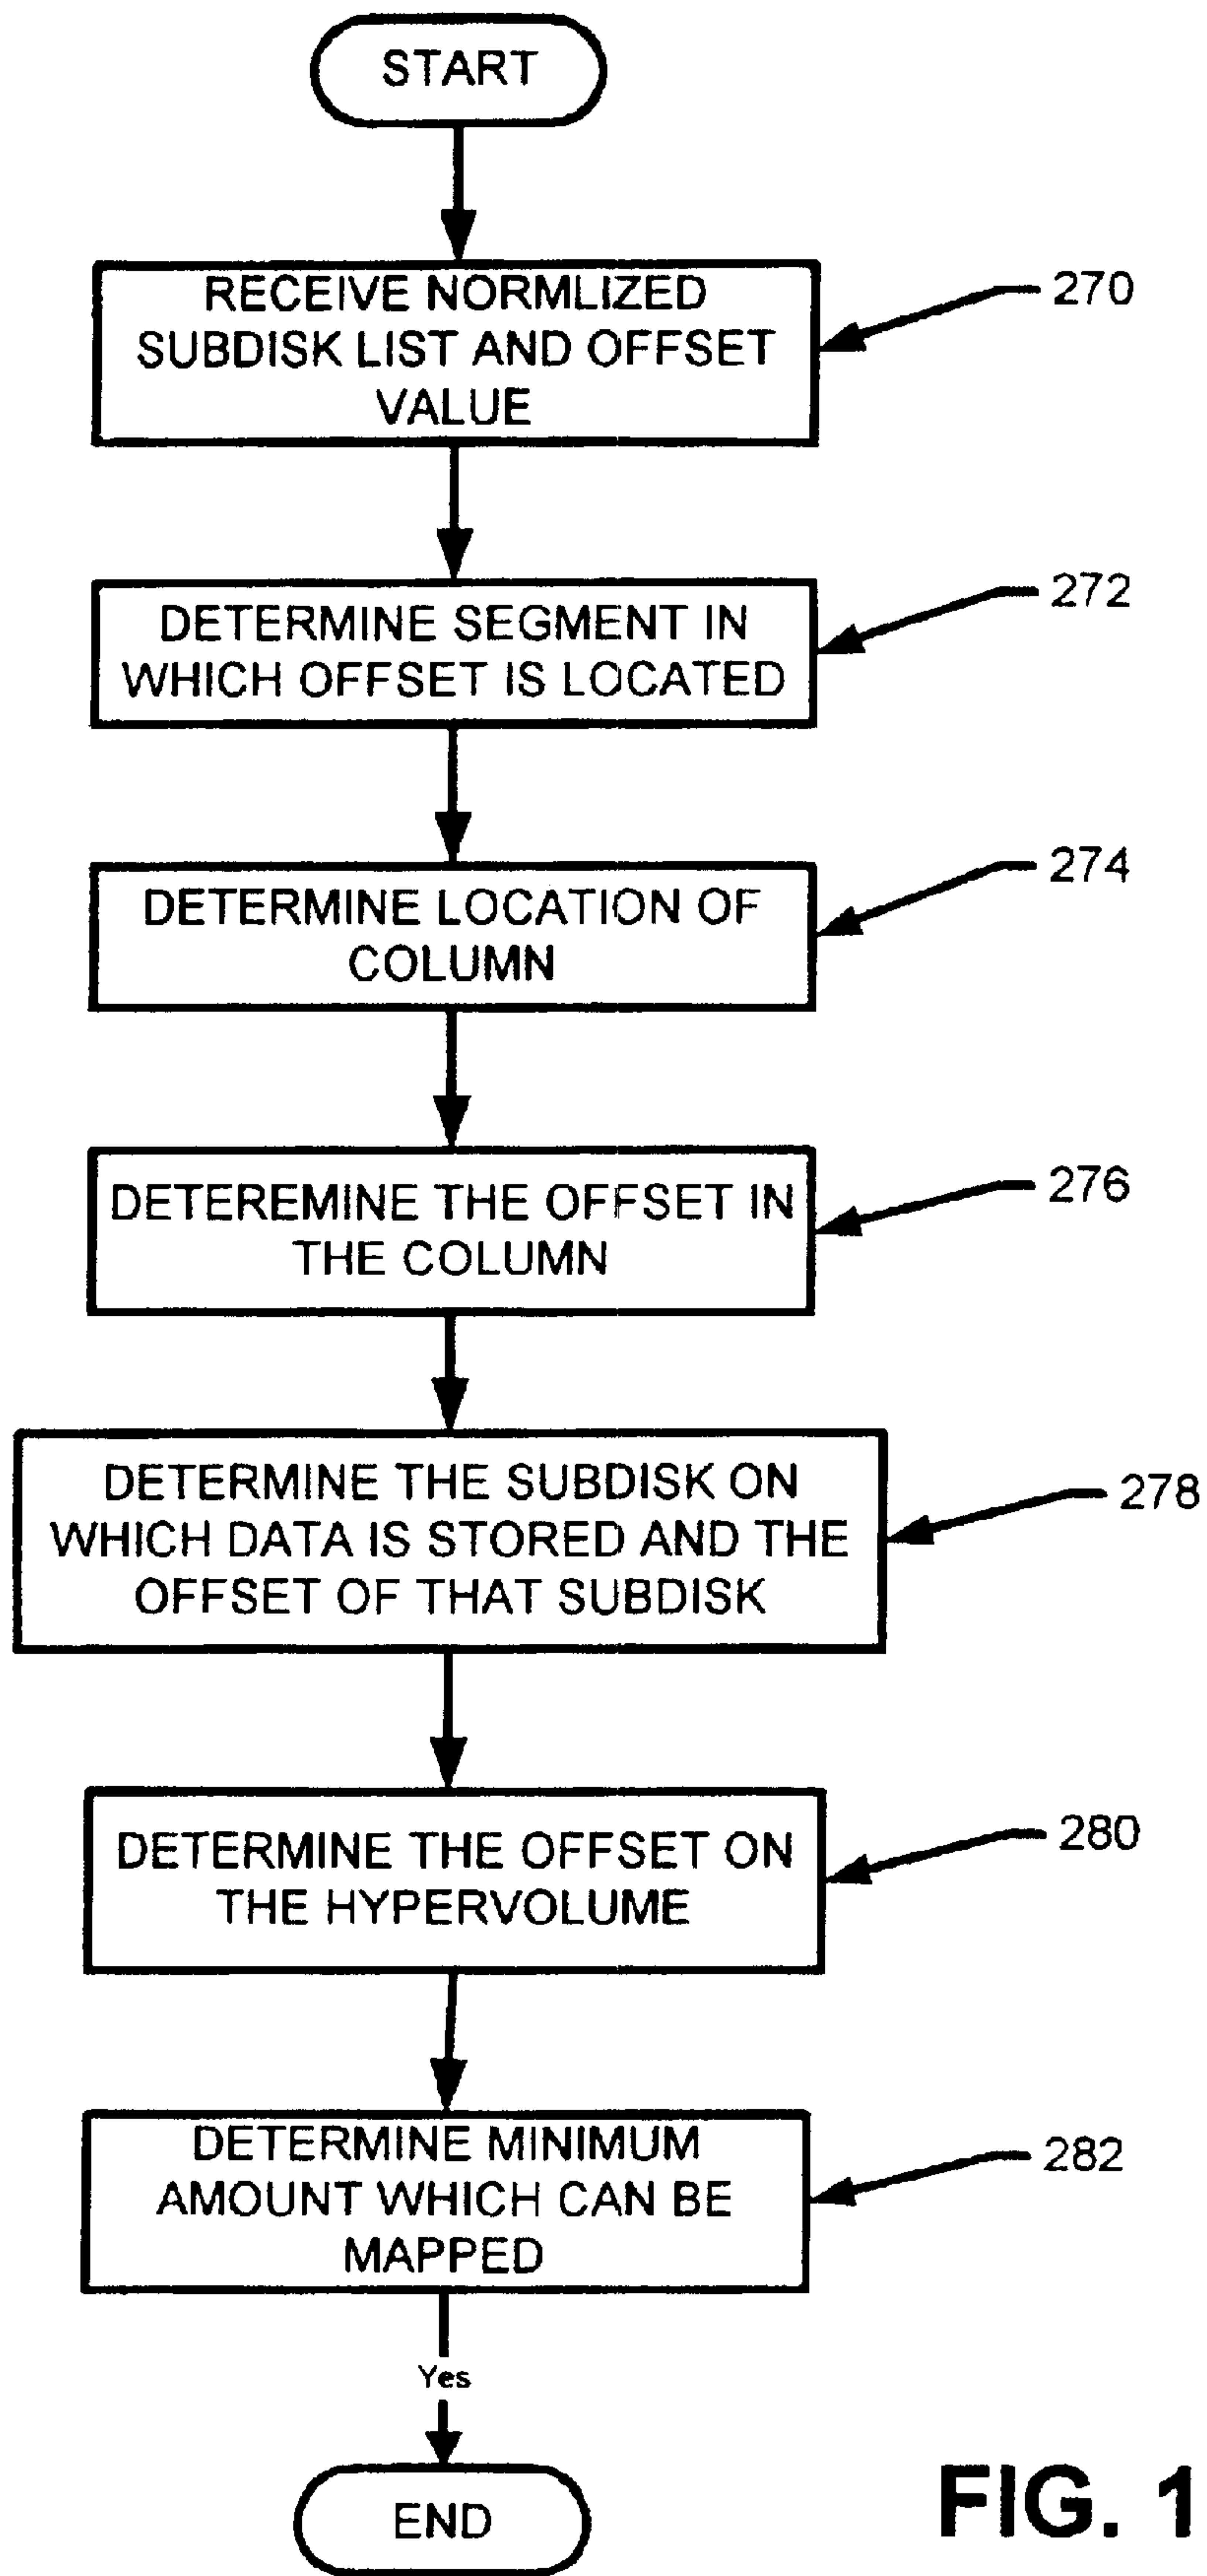 START
RECEIVE NORMLIZED
SUBDISK LIST AND OFFSET
VALUE
270
DETERMINE SEGMENT IN
WHICH OFFSET IS LOCATED
272
DETERMINE LOCATION OF
COLUMN
274
DETEREMINE THE OFFSET IN
THE COLUMN
276
DETERMINE THE SUBDISK ON
WHICH DATA IS STORED AND THE
OFFSET OF THAT SUBDISK
278
DETERMINE THE OFFSET ON
THE HYPERVOLUME
280
DETERMINE MINIMUM
AMOUNT WHICH CAN BE
MAPPED
282
Yes
END
FIG. 1